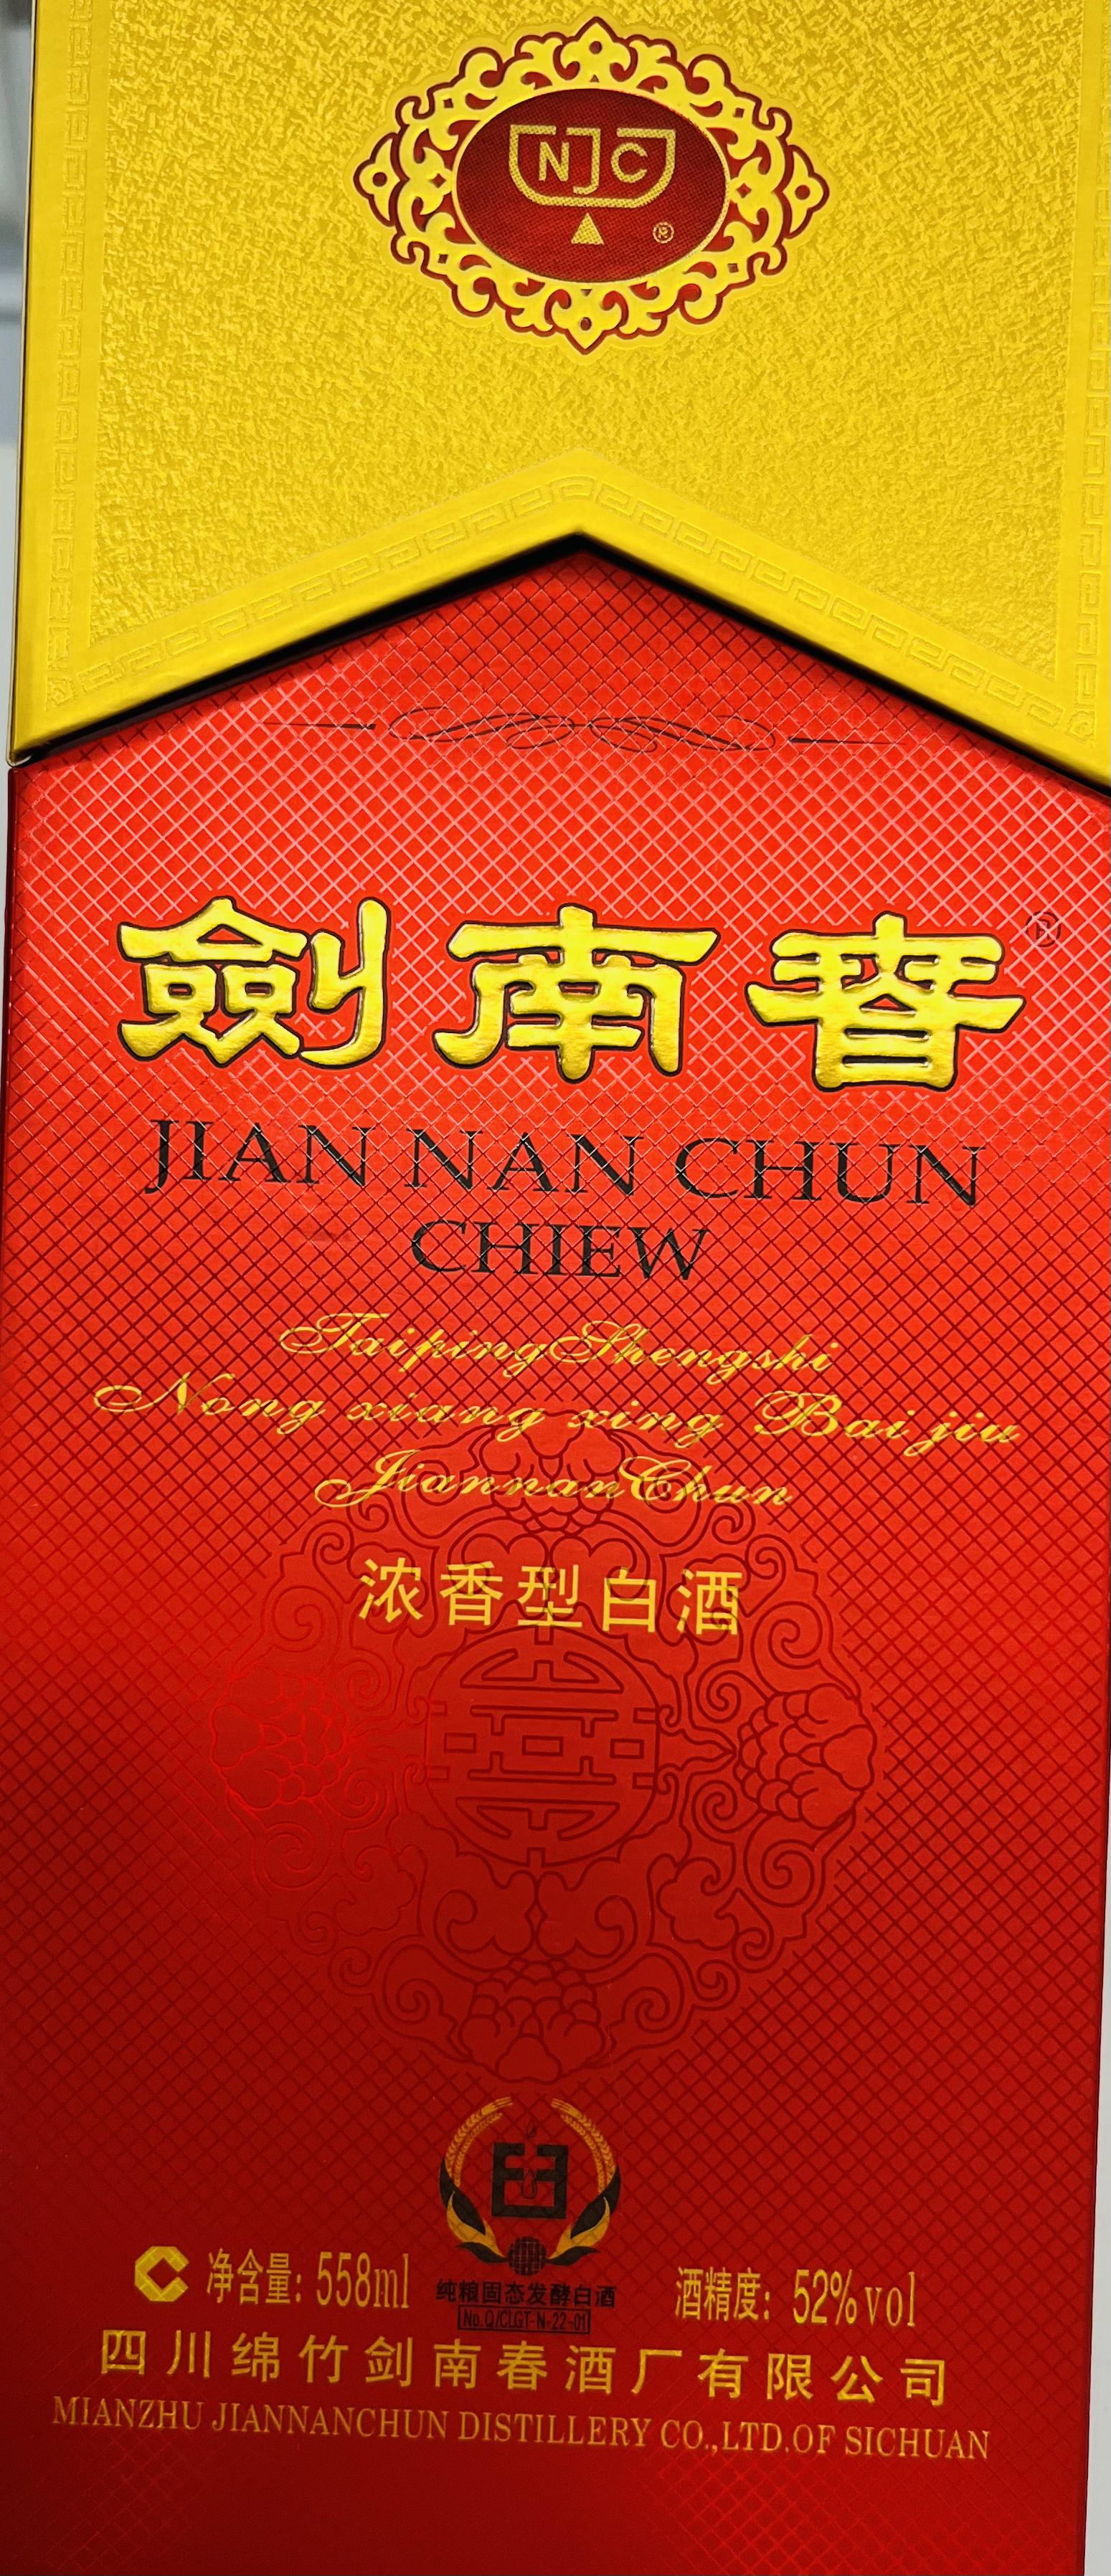 NJC
®
劍南春®
JIAN NAN CHUN
CHIEW
TaipingShengshi
Nong xiang xing Bai jiu
JiannanChun
浓香型白酒
纯粮固态发酵白酒
No.Q/CLGT-N-22-01
净含量: 558ml 酒精度: 52%vol
四川绵竹剑南春酒厂有限公司
MIANZHU JIANNANCHUN DISTILLERY CO.,LTD.OF SICHUAN